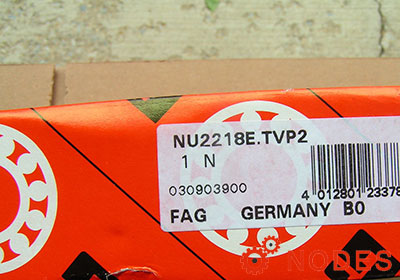 NU2218E.TVP2
1 N
030903900
4 012801 23378
FAG GERMANY B0
NODES